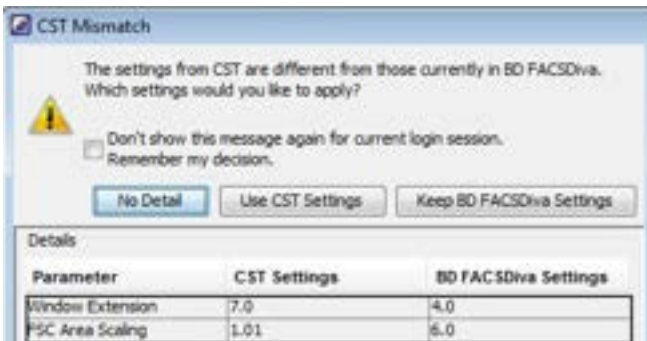 CST Mismatch
The settings from CST are different from those currently in BD FACSDiva.
Which settings would you like to apply?
Don't show this message again for current login session.
Remember my decision.
No Detail Use CST Settings Keep BD FACSDiva Settings
Details
Parameter CST Settings BD FACSDiva Settings
Window Extension 7.0 4.0
FSC Area Scaling 1.01 6.0